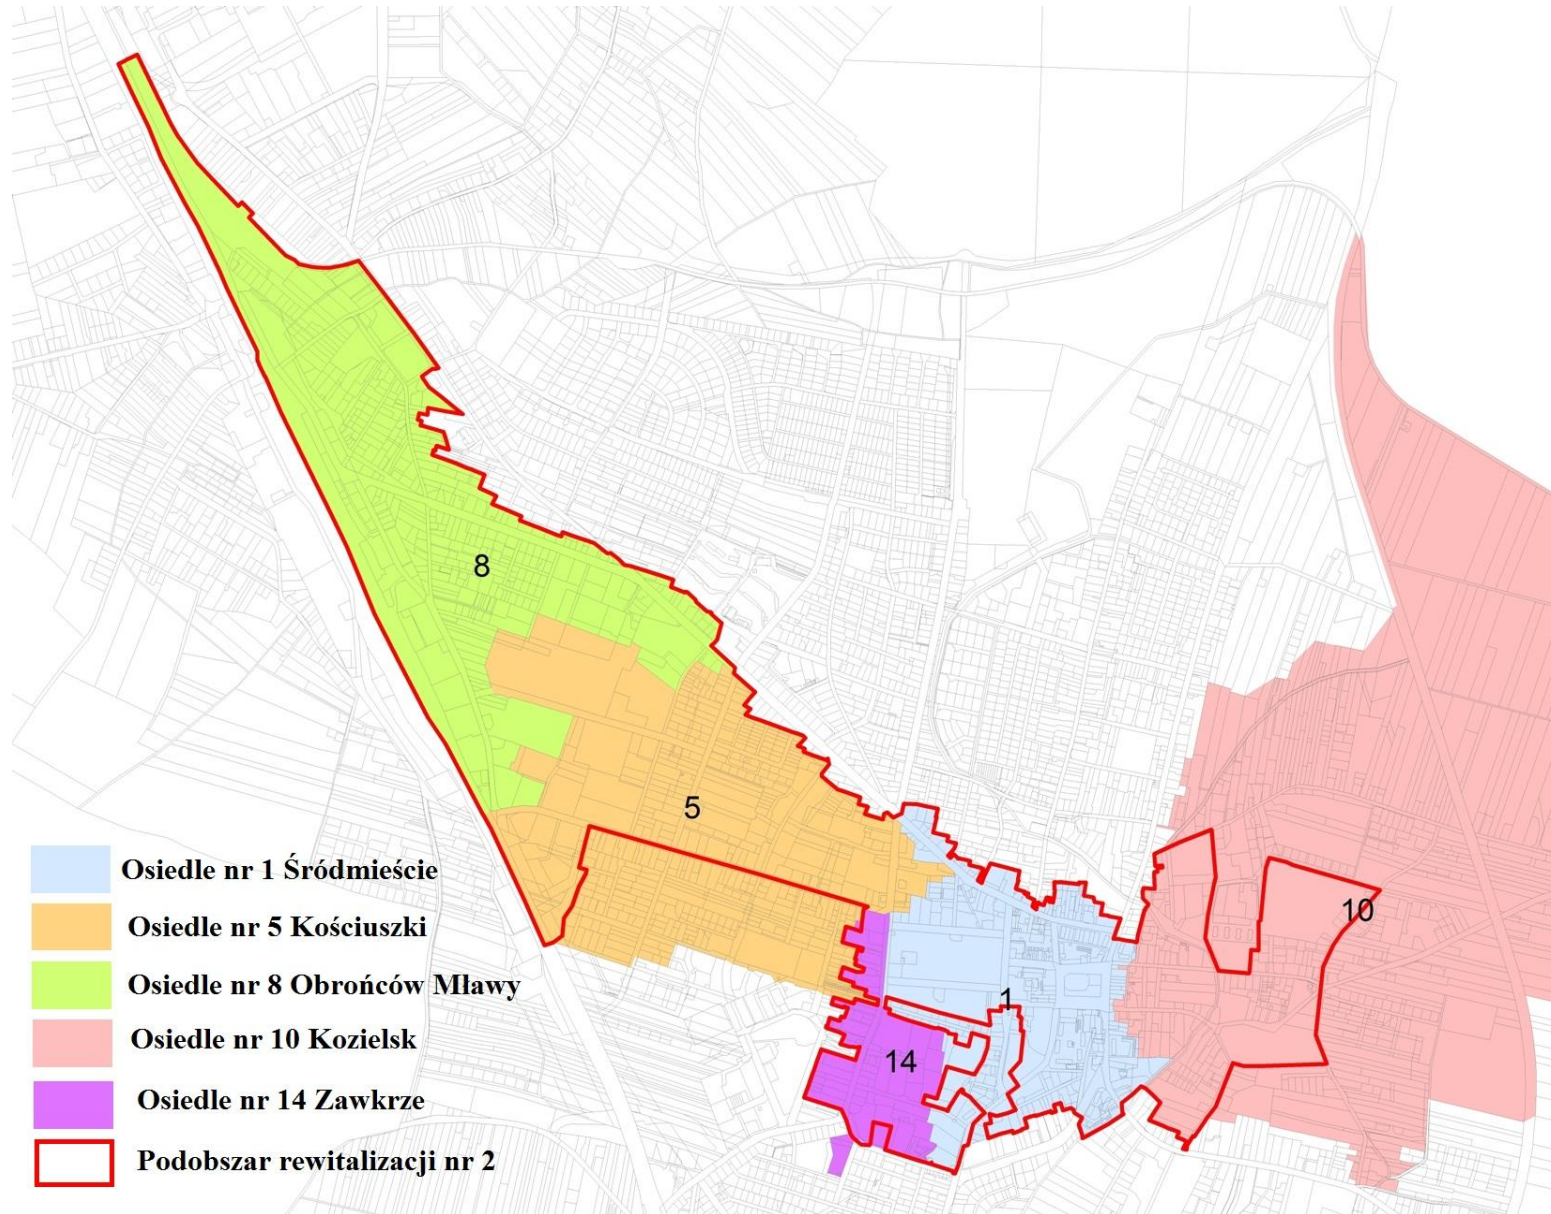 8
5
10
1
14
Osiedle nr 1 Śródmieście
Osiedle nr 5 Kościuszki
Osiedle nr 8 Obrońców Mławy
Osiedle nr 10 Kozielsk
Osiedle nr 14 Zawkrze
Podobszar rewitalizacji nr 2